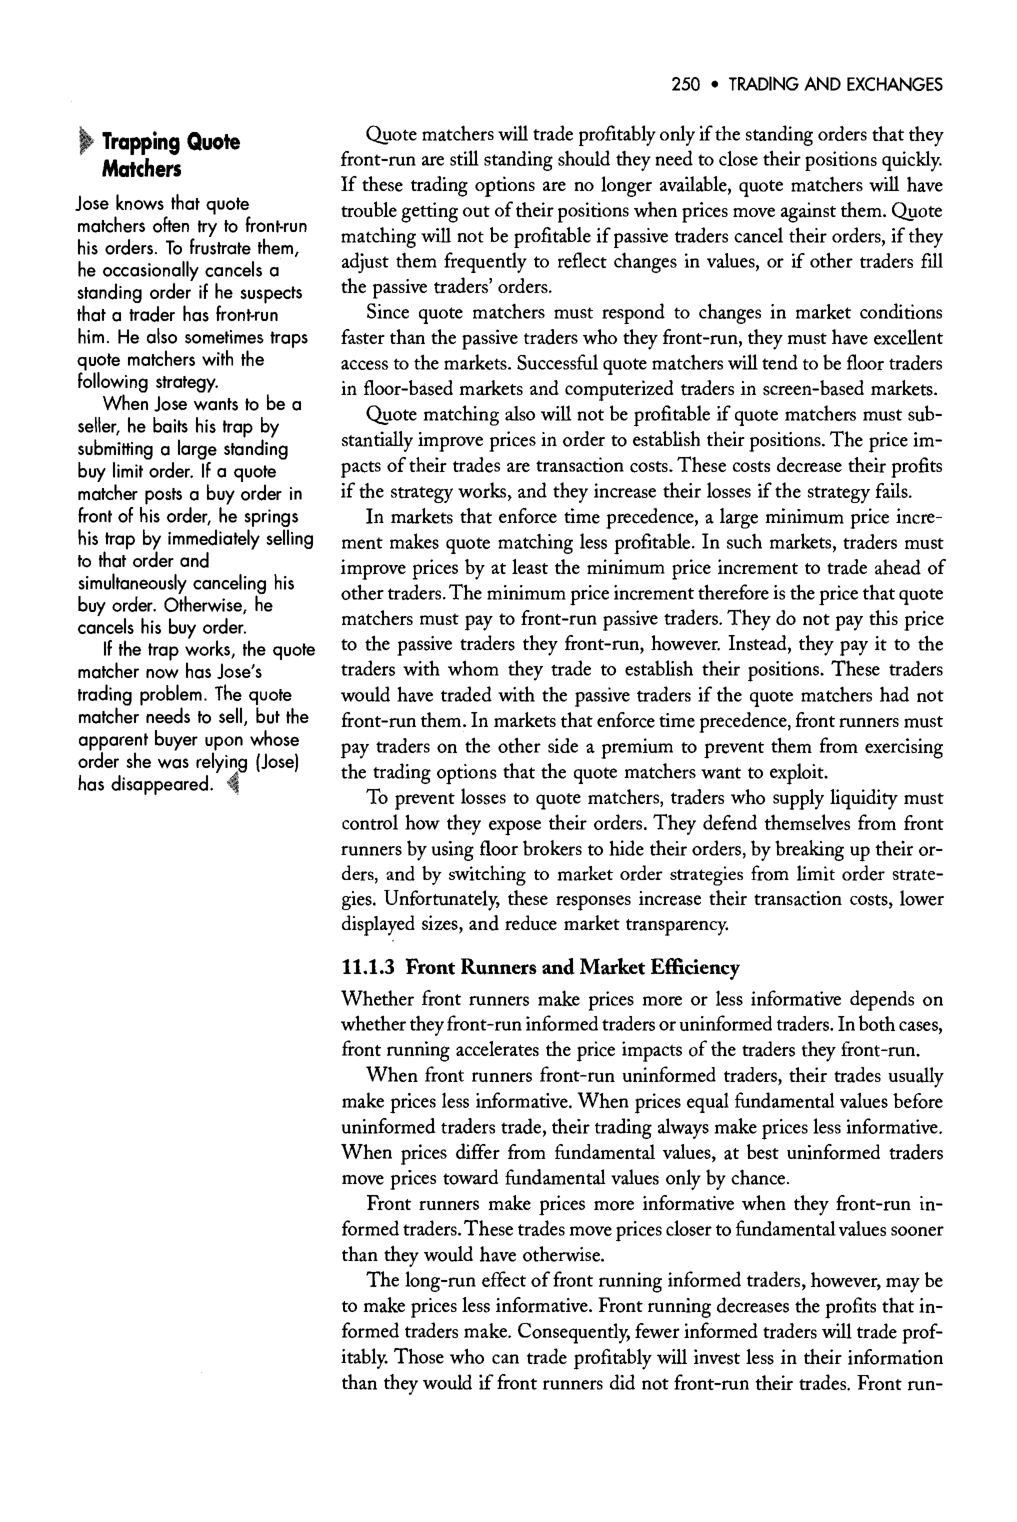 250 • TRADING AND EXCHANGES
Trapping Quote
Matchers
Jose knows that quote
matchers often try to front-run
his orders. To frustrate them,
he occasionally cancels a
standing order if he suspects
that a trader has front-run
him. He also sometimes traps
quote matchers with the
following strategy.
When Jose wants to be a
seller, he baits his trap by
submitting a large standing
buy limit order. If a quote
matcher posts a buy order in
front of his order, he springs
his trap by immediately selling
to that order and
simultaneously canceling his
buy order. Otherwise, he
cancels his buy order.
If the trap works, the quote
matcher now has Jose's
trading problem. The quote
matcher needs to sell, but the
apparent buyer upon whose
order she was relying (Jose)
has disappeared.
Quote matchers will trade profitably only if the standing orders that they
front-run are still standing should they need to close their positions quickly.
If these trading options are no longer available, quote matchers will have
trouble getting out of their positions when prices move against them. Quote
matching will not be profitable if passive traders cancel their orders, if they
adjust them frequently to reflect changes in values, or if other traders fill
the passive traders' orders.
Since quote matchers must respond to changes in market conditions
faster than the passive traders who they front-run, they must have excellent
access to the markets. Successful quote matchers will tend to be floor traders
in floor-based markets and computerized traders in screen-based markets.
Quote matching also will not be profitable if quote matchers must sub-
stantially improve prices in order to establish their positions. The price im-
pacts of their trades are transaction costs. These costs decrease their profits
if the strategy works, and they increase their losses if the strategy fails.
In markets that enforce time precedence, a large minimum price incre-
ment makes quote matching less profitable. In such markets, traders must
improve prices by at least the minimum price increment to trade ahead of
other traders. The minimum price increment therefore is the price that quote
matchers must pay to front-run passive traders. They do not pay this price
to the passive traders they front-run, however. Instead, they pay it to the
traders with whom they trade to establish their positions. These traders
would have traded with the passive traders if the quote matchers had not
front-run them. In markets that enforce time precedence, front runners must
pay traders on the other side a premium to prevent them from exercising
the trading options that the quote matchers want to exploit.
To prevent losses to quote matchers, traders who supply liquidity must
control how they expose their orders. They defend themselves from front
runners by using floor brokers to hide their orders, by breaking up their or-
ders, and by switching to market order strategies from limit order strate-
gies. Unfortunately, these responses increase their transaction costs, lower
displayed sizes, and reduce market transparency.
11.1.3 Front Runners and Market Efficiency
Whether front runners make prices more or less informative depends on
whether they front-run informed traders or uninformed traders. In both cases,
front running accelerates the price impacts of the traders they front-run.
When front runners front-run uninformed traders, their trades usually
make prices less informative. When prices equal fundamental values before
uninformed traders trade, their trading always make prices less informative.
When prices differ from fundamental values, at best uninformed traders
move prices toward fundamental values only by chance.
Front runners make prices more informative when they front-run in-
formed traders. These trades move prices closer to fundamental values sooner
than they would have otherwise.
The long-run effect of front running informed traders, however, may be
to make prices less informative. Front running decreases the profits that in-
formed traders make. Consequently, fewer informed traders will trade prof-
itably. Those who can trade profitably will invest less in their information
than they would if front runners did not front-run their trades. Front run-